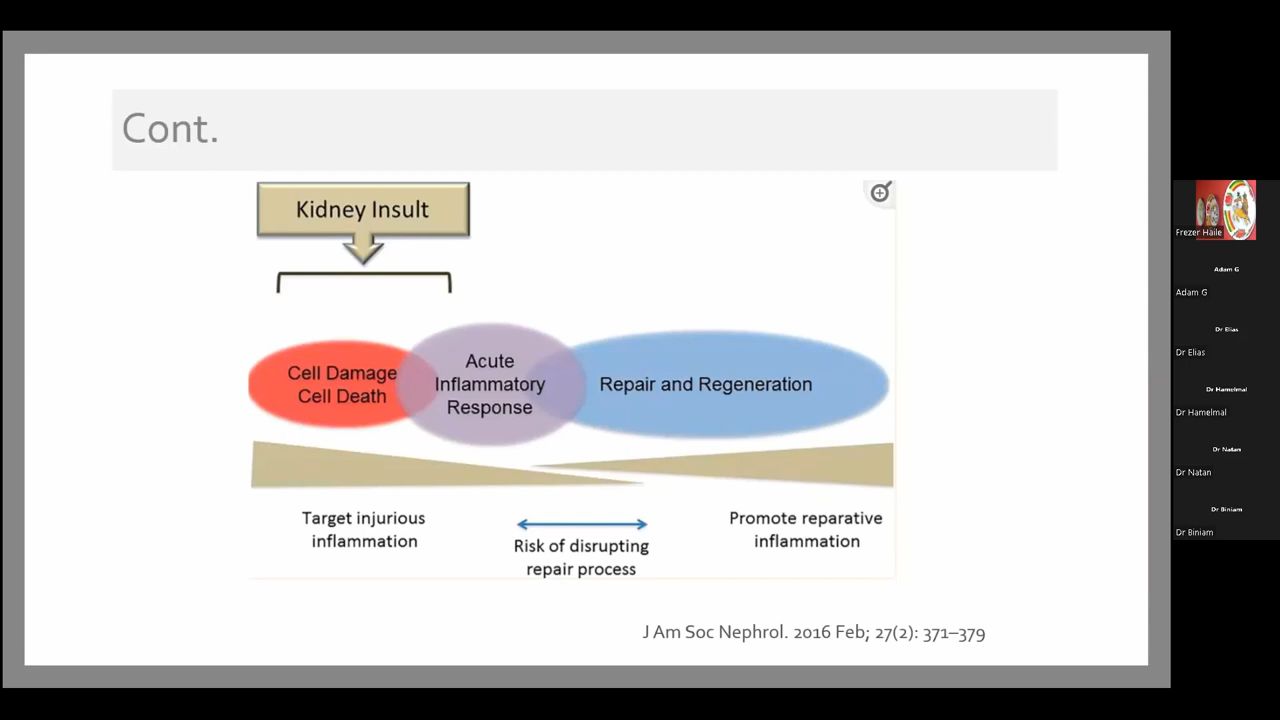 Cont.
Kidney Insult
Cell Damage
Cell Death
Acute
Inflammatory
Response
Repair and Regeneration
Target injurious
inflammation
Risk of disrupting
repair process
Promote reparative
inflammation
J Am Soc Nephrol. 2016 Feb; 27(2): 371–379
Frezer Haile
Adam G
Adam G
Dr Elias
Dr Elias
Dr Hamelmal
Dr Hamelmal
Dr Natan
Dr Natan
Dr Biniam
Dr Biniam